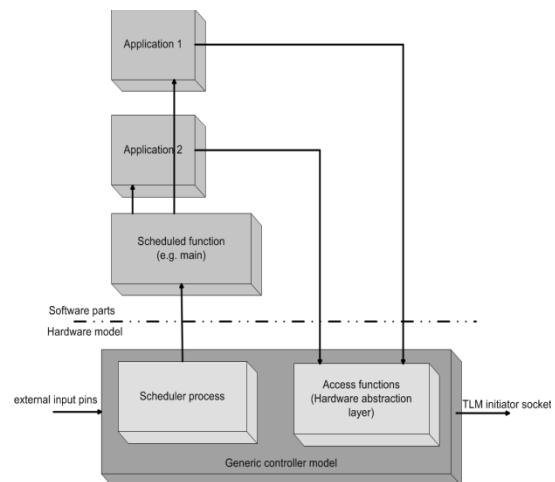 Application 1
Application 2
Scheduled function
(e.g. main)
Software parts
Hardware model
external input pins
Scheduler process
Access functions
(Hardware abstraction
layer)
TLM initiator socket
Generic controller model